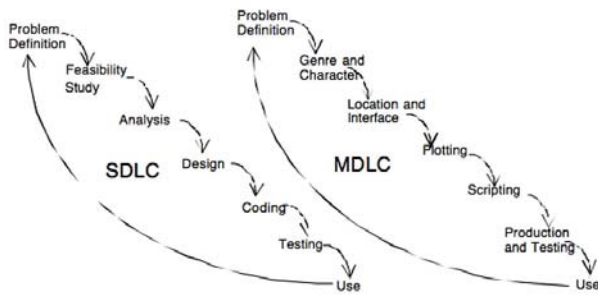 Problem
Definition
Feasibility
Study
Analysis
Design
SDLC
Coding
Testing
Use
Problem
Definition
Genre and
Character
Location and
Interface
Plotting
MDLC
Scripting
Production
and Testing
Use